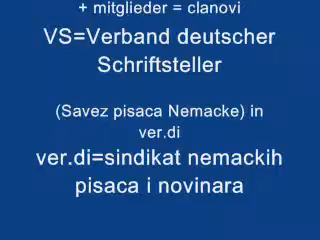 + mitglieder = clanovi
VS=Verband deutscher
Schriftsteller
(Savez pisaca Nemacke) in
ver.di
ver.di=sindikat nemackih
pisaca i novinara